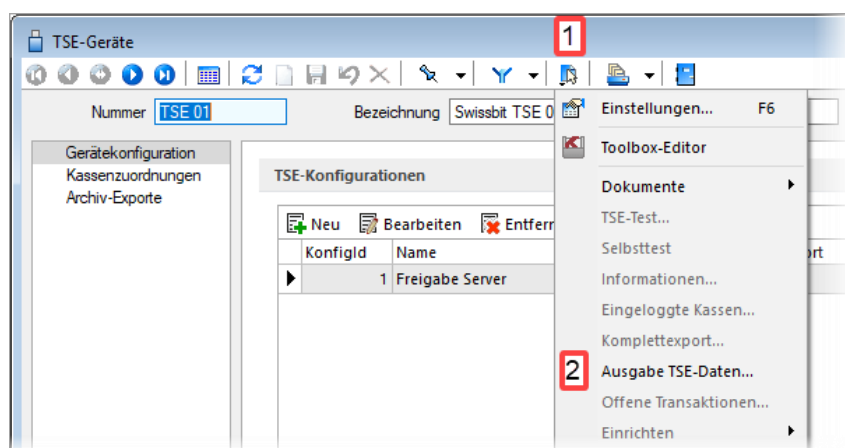 TSE-Geräte
1
Nummer TSE 01 Bezeichnung Swissbit TSE 0
Einstellungen... F6
Gerätekonfiguration
Kassenzuordnungen
Archiv-Exporte
TSE-Konfigurationen
Neu Bearbeiten Entferr
KonfigId Name ort
1 Freigabe Server
Toolbox-Editor
Dokumente
TSE-Test...
Selbsttest
Informationen...
Eingeloggte Kassen...
Komplettexport...
2 Ausgabe TSE-Daten...
Offene Transaktionen...
Einrichten